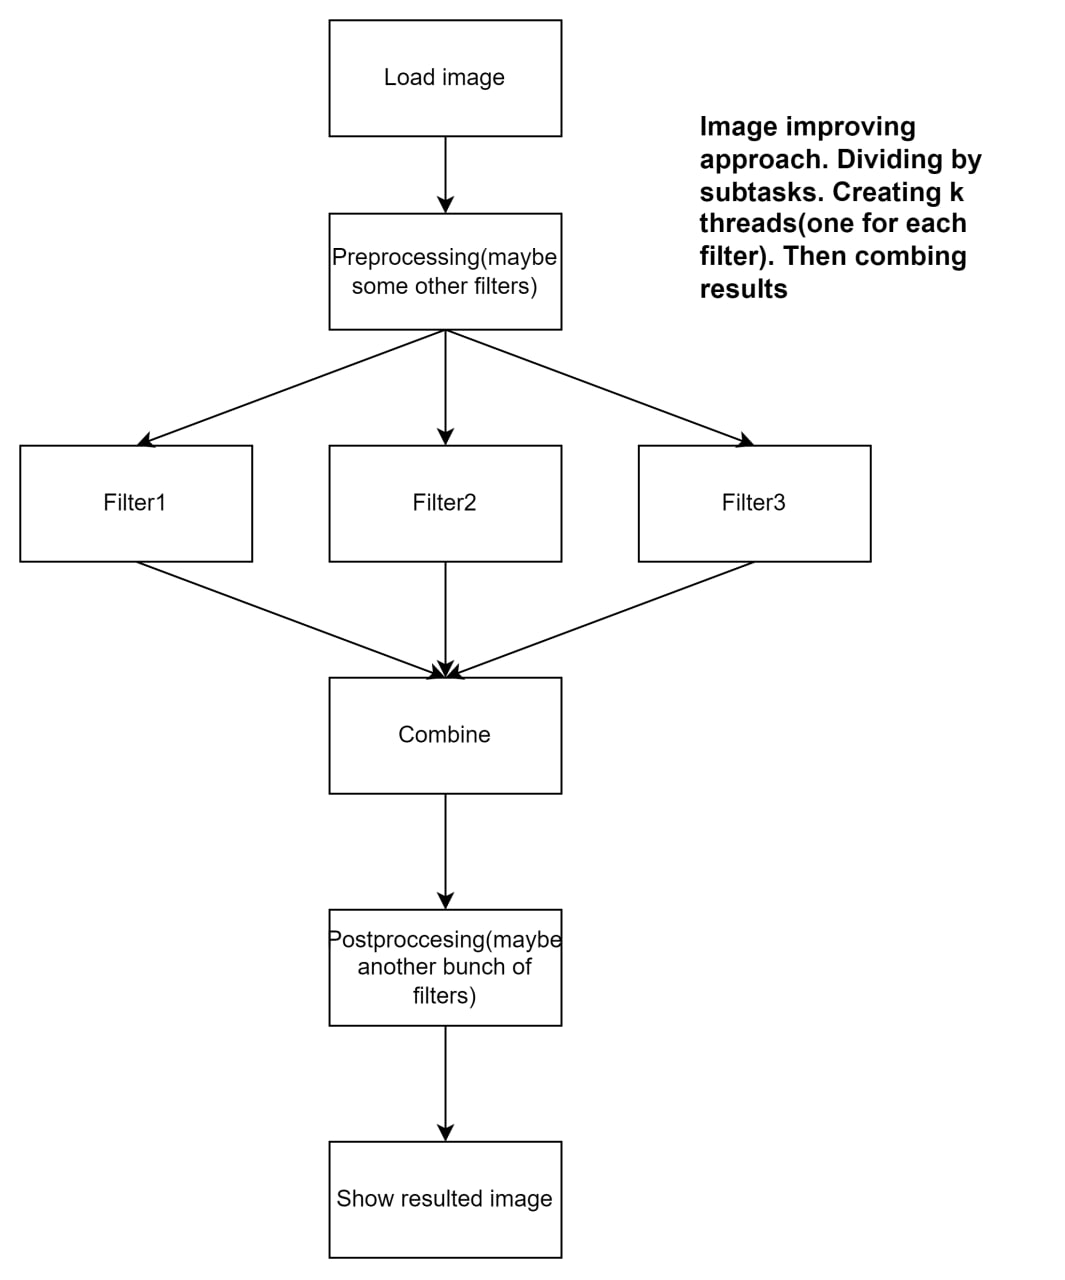 Load image
Image improving
approach. Dividing by
subtasks. Creating k
threads(one for each
filter). Then combing
results
Preprocessing(maybe
some other filters)
Filter1
Filter2
Filter3
Combine
Postproccesing(maybe
another bunch of
filters)
Show resulted image